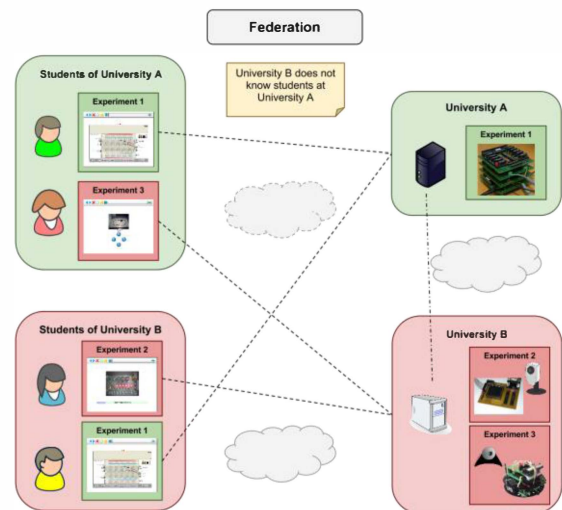 Federation
Students of University A
Experiment 1
Experiment 3
University B does not
know students at
University A
University A
Experiment 1
Students of University B
Experiment 2
Experiment 1
University B
Experiment 2
Experiment 3